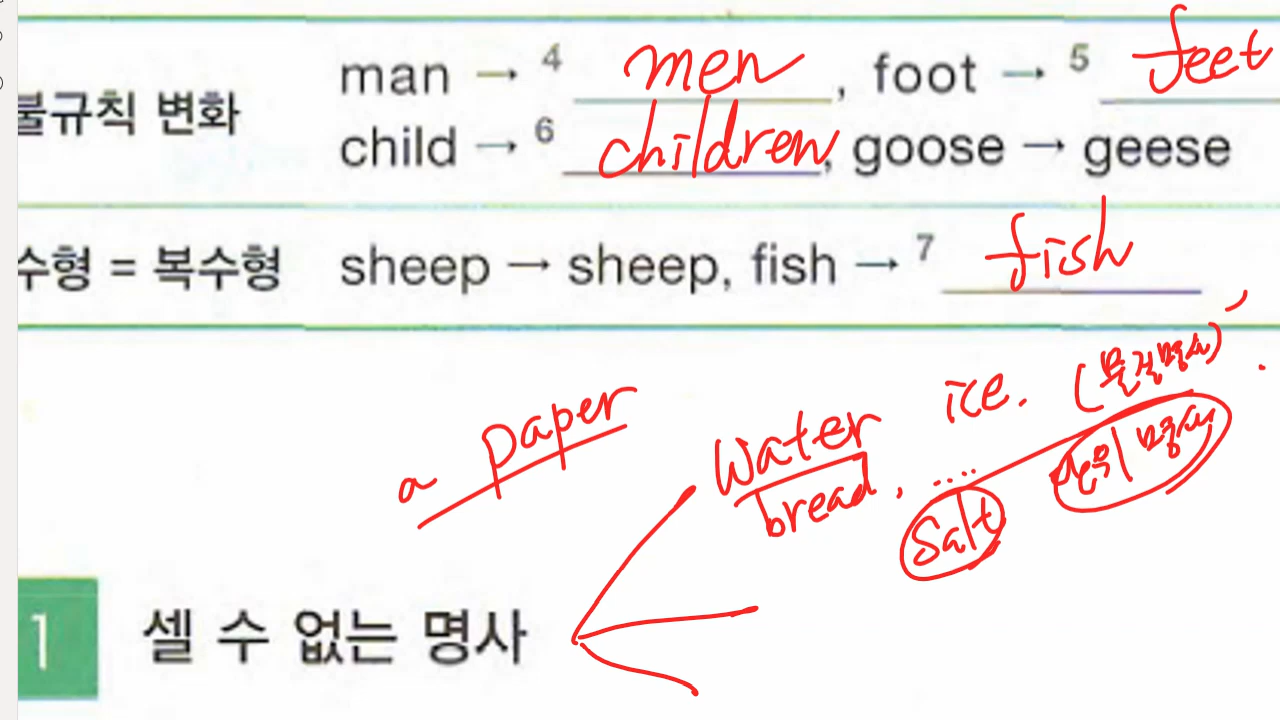 man → 4 men, foot → 5 feet
불규칙 변화
child → 6 children, goose → geese
수형 = 복수형 sheep → sheep, fish → 7 fish
a paper
water ice. (물질명사)
bread, ....
salt
단위 명사
1 셀 수 없는 명사